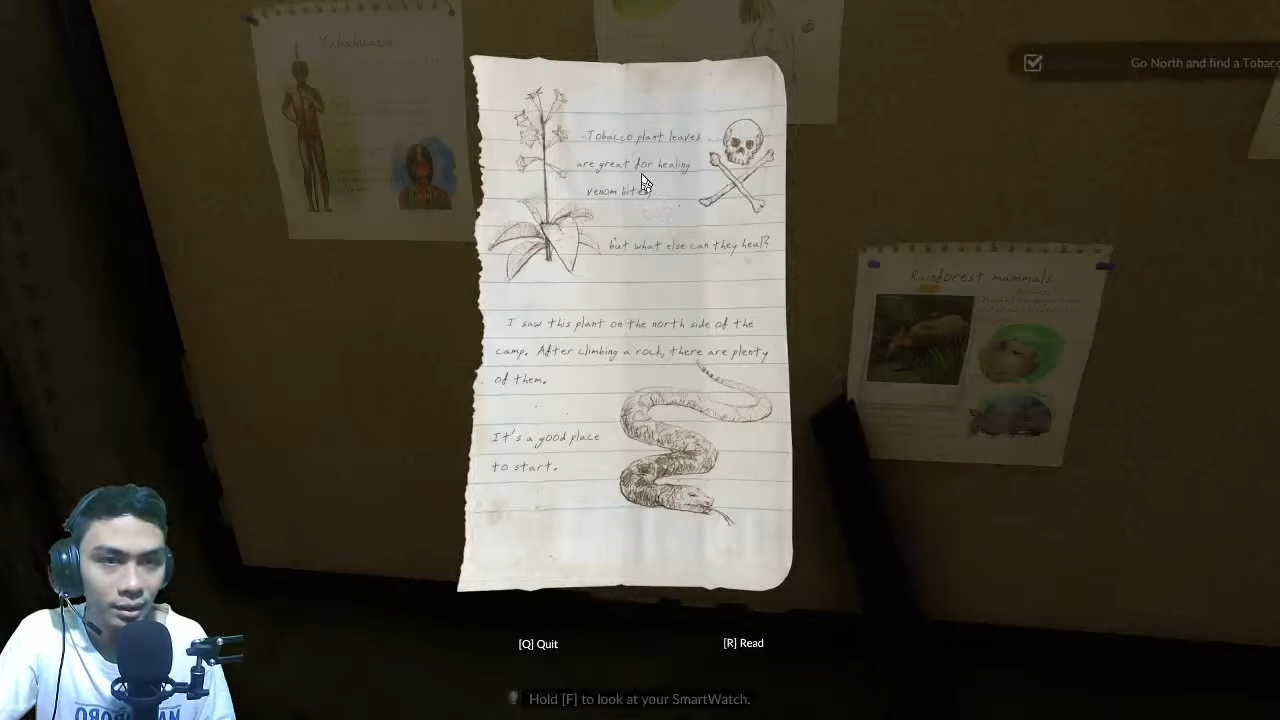 Yabahuaca
Go North and find a Tobacc
Tobacco plant leaves
are great for healing
venom bites,
but what else can they heal?
I saw this plant on the north side of the
camp. After climbing a rock, there are plenty
of them.
It's a good place
to start.
Rainforest mammals
[Q] Quit
[R] Read
Hold [F] to look at your SmartWatch.